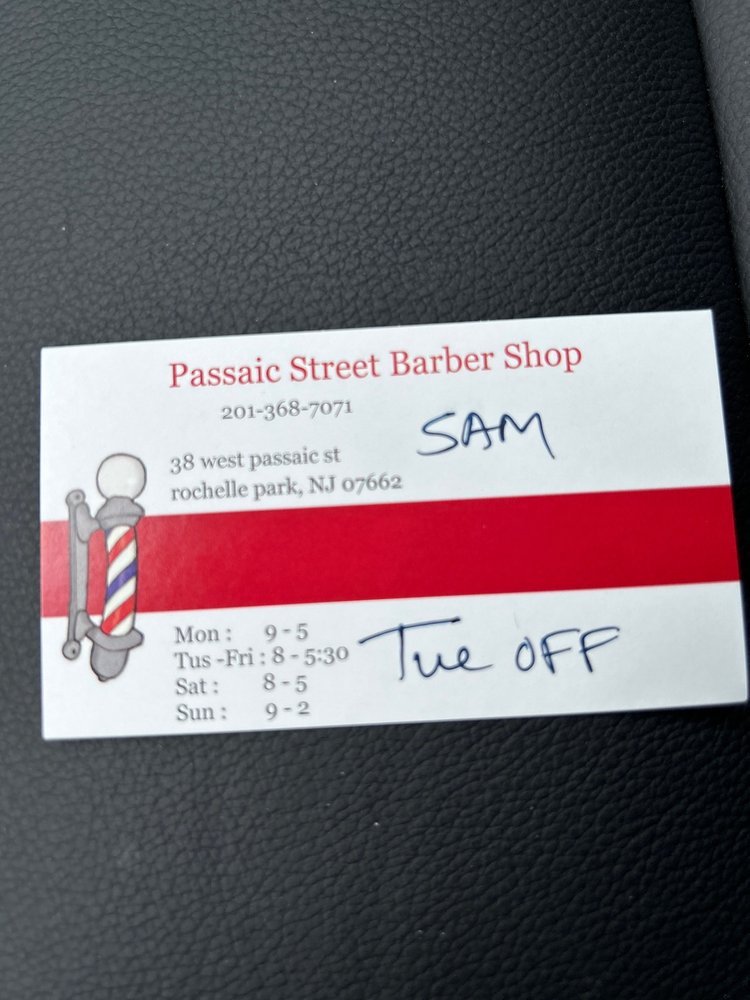 Passaic Street Barber Shop
201-368-7071
SAM
38 west passaic st
rochelle park, NJ 07662
Mon : 9 - 5
Tus -Fri : 8 - 5:30
Tue OFF
Sat : 8 - 5
Sun : 9 - 2